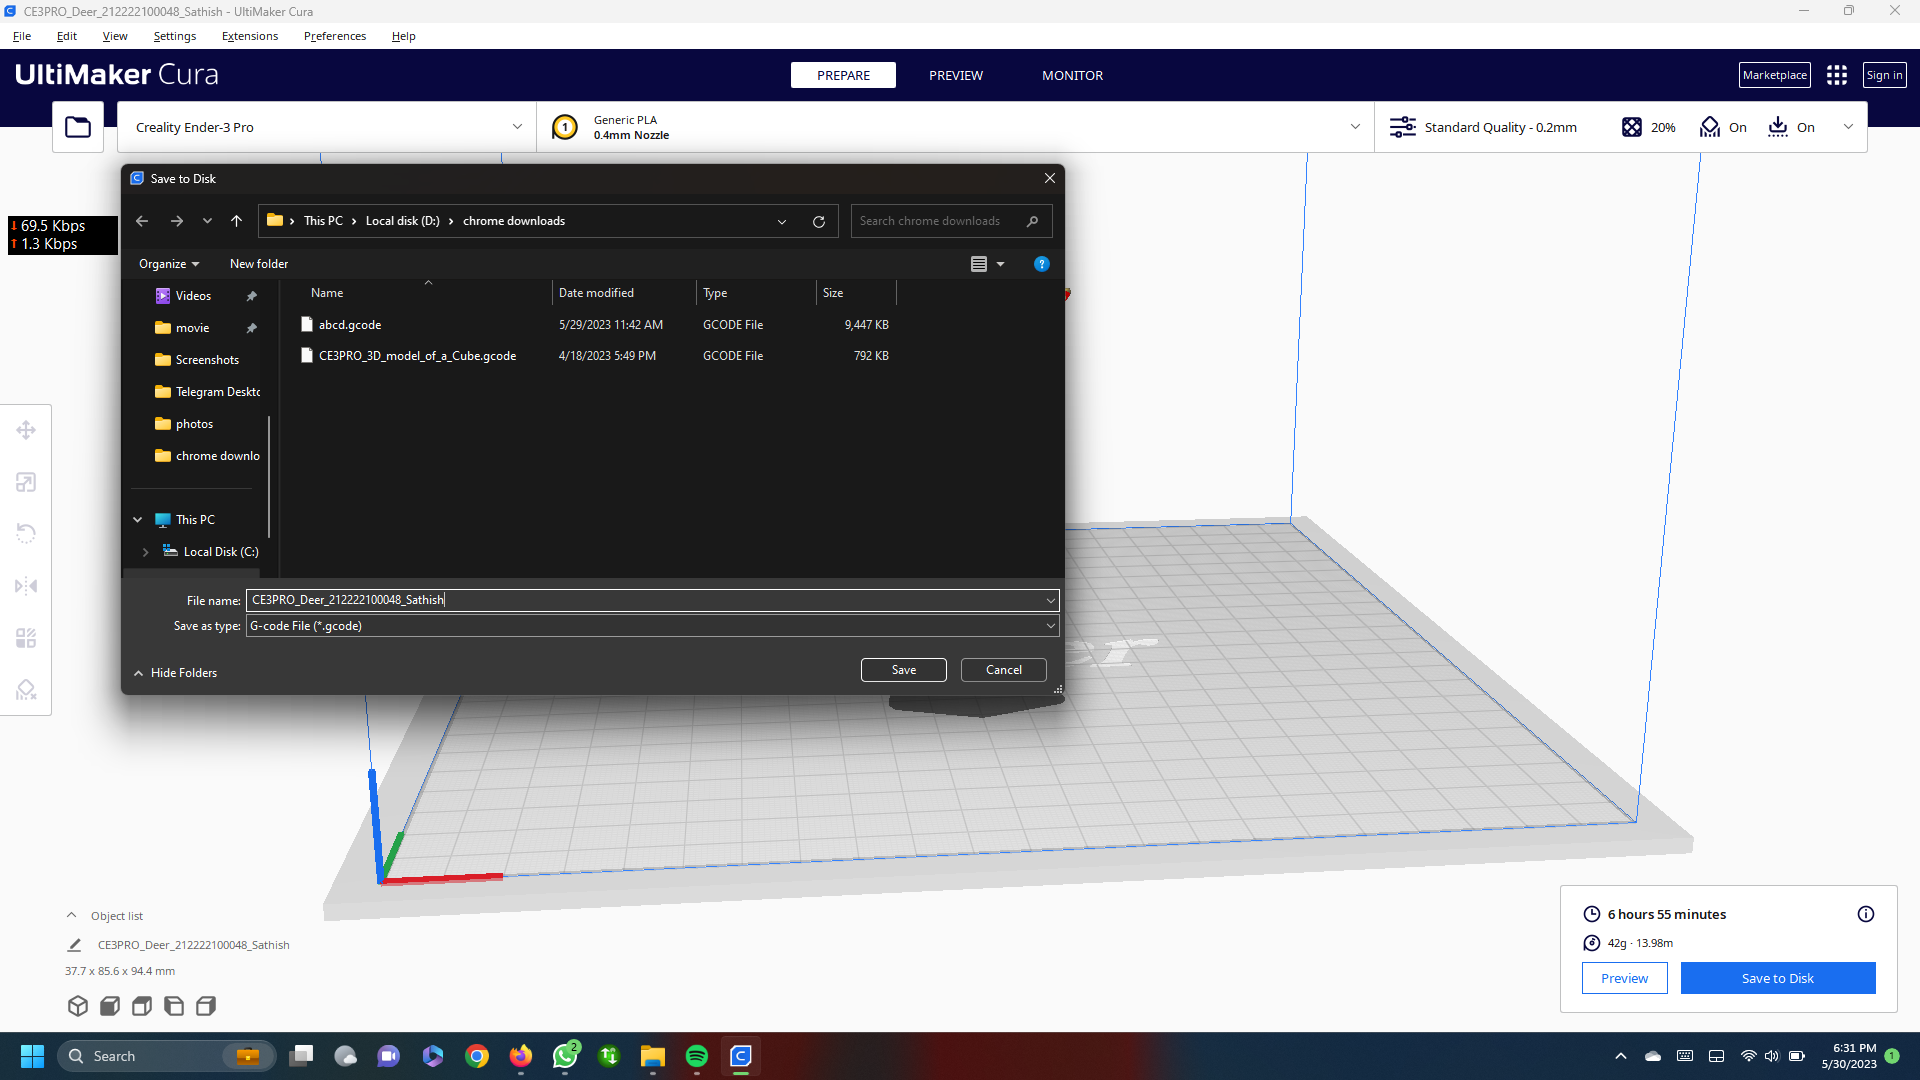 CE3PRO_Deer_212222100048_Sathish - UltiMaker Cura
File Edit View Settings Extensions Preferences Help
UltiMaker Cura
PREPARE PREVIEW MONITOR
Marketplace Sign in
Creality Ender-3 Pro
1
Generic PLA
0.4mm Nozzle
Standard Quality - 0.2mm 20% On On
↓ 69.5 Kbps
↑ 1.3 Kbps
Save to Disk
This PC › Local disk (D:) › chrome downloads
Search chrome downloads
Organize New folder
?
Name Date modified Type Size
abcd.gcode 5/29/2023 11:42 AM GCODE File 9,447 KB
CE3PRO_3D_model_of_a_Cube.gcode 4/18/2023 5:49 PM GCODE File 792 KB
Videos
movie
Screenshots
Telegram Deskto
photos
chrome downlo
This PC
Local Disk (C:)
File name: CE3PRO_Deer_212222100048_Sathish
Save as type: G-code File (*.gcode)
Hide Folders
Save Cancel
Object list
CE3PRO_Deer_212222100048_Sathish
37.7 x 85.6 x 94.4 mm
6 hours 55 minutes
42g · 13.98m
Preview Save to Disk
Search
2
6:31 PM
5/30/2023
1